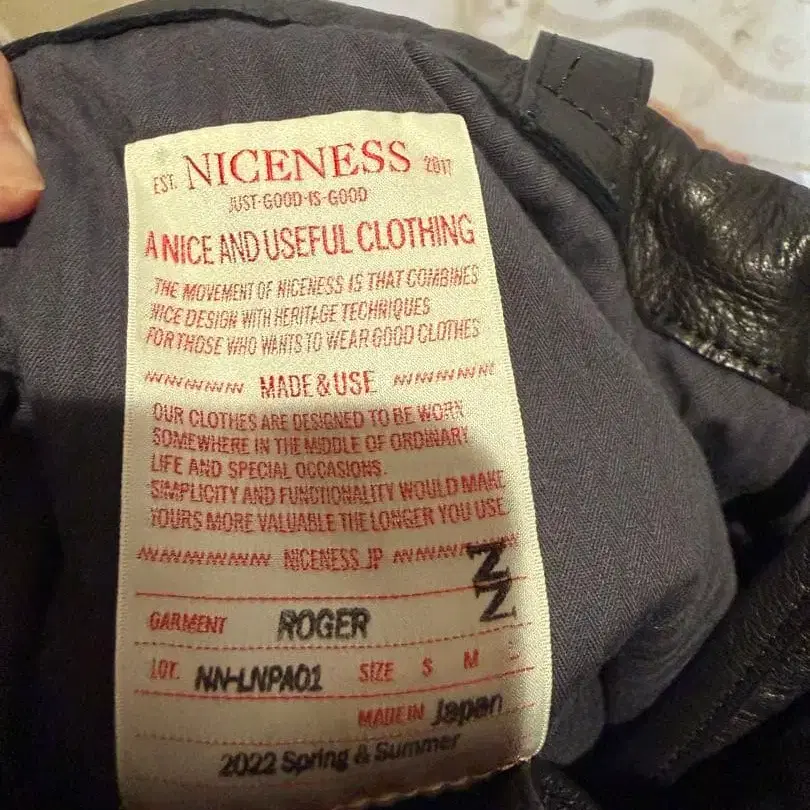 EST. NICENESS 2017
JUST-GOOD-IS-GOOD
A NICE AND USEFUL CLOTHING
THE MOVEMENT OF NICENESS IS THAT COMBINES
NICE DESIGN WITH HERITAGE TECHNIQUES
FOR THOSE WHO WANTS TO WEAR GOOD CLOTHES
MADE & USE
OUR CLOTHES ARE DESIGNED TO BE WORN
SOMEWHERE IN THE MIDDLE OF ORDINARY
LIFE AND SPECIAL OCCASIONS.
SIMPLICITY AND FUNCTIONALITY WOULD MAKE
YOURS MORE VALUABLE THE LONGER YOU USE.
NICENESS.JP
N
N
GARMENT ROGER
LOT. NN-LNPA01 SIZE S M
MADE IN Japan
2022 Spring & Summer